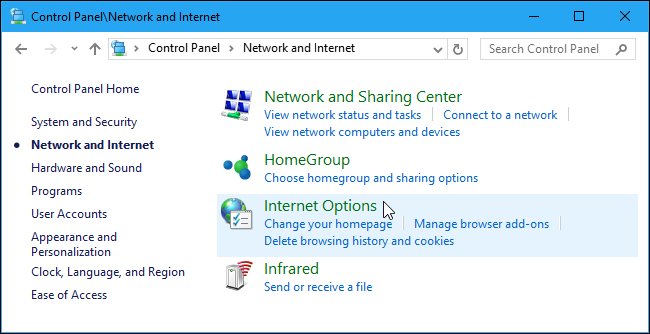 Control Panel\Network and Internet
Control Panel Network and Internet
Search Control Panel
Control Panel Home
System and Security
Network and Internet
Hardware and Sound
Programs
User Accounts
Appearance and
Personalization
Clock, Language, and Region
Ease of Access
Network and Sharing Center
View network status and tasks Connect to a network
View network computers and devices
HomeGroup
Choose homegroup and sharing options
Internet Options
Change your homepage Manage browser add-ons
Delete browsing history and cookies
Infrared
Send or receive a file